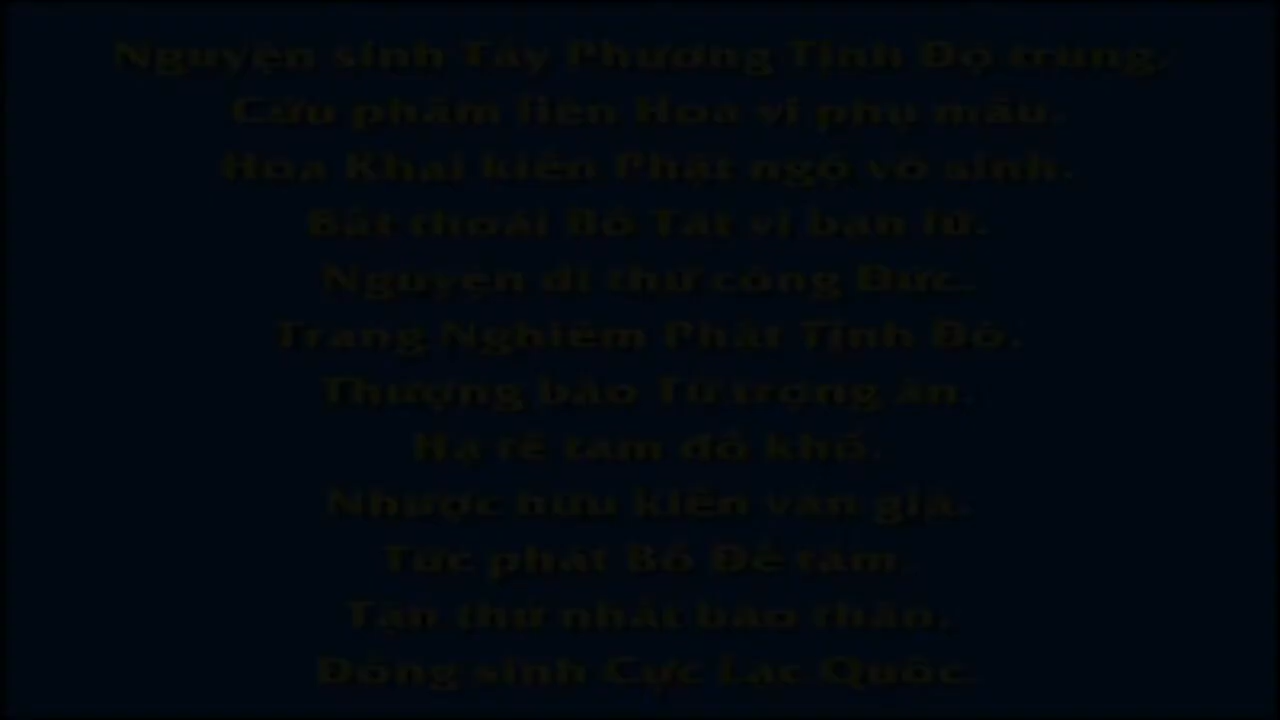 Nguyện sinh Tây Phương Tịnh Độ trung,
Cửu phẩm Liên Hoa vi phụ mẫu.
Hoa Khai kiến Phật ngộ vô sinh.
Bất thoái Bồ Tát vi bạn lữ.
Nguyện dĩ thử công Đức.
Trang Nghiêm Phật Tịnh Độ.
Thượng báo Tứ trọng ân.
Hạ tế tam đồ khổ.
Nhược hữu kiến văn giả.
Tức phát Bồ Đề tâm.
Tận thử nhất báo thân.
Đồng sinh Cực Lạc Quốc.